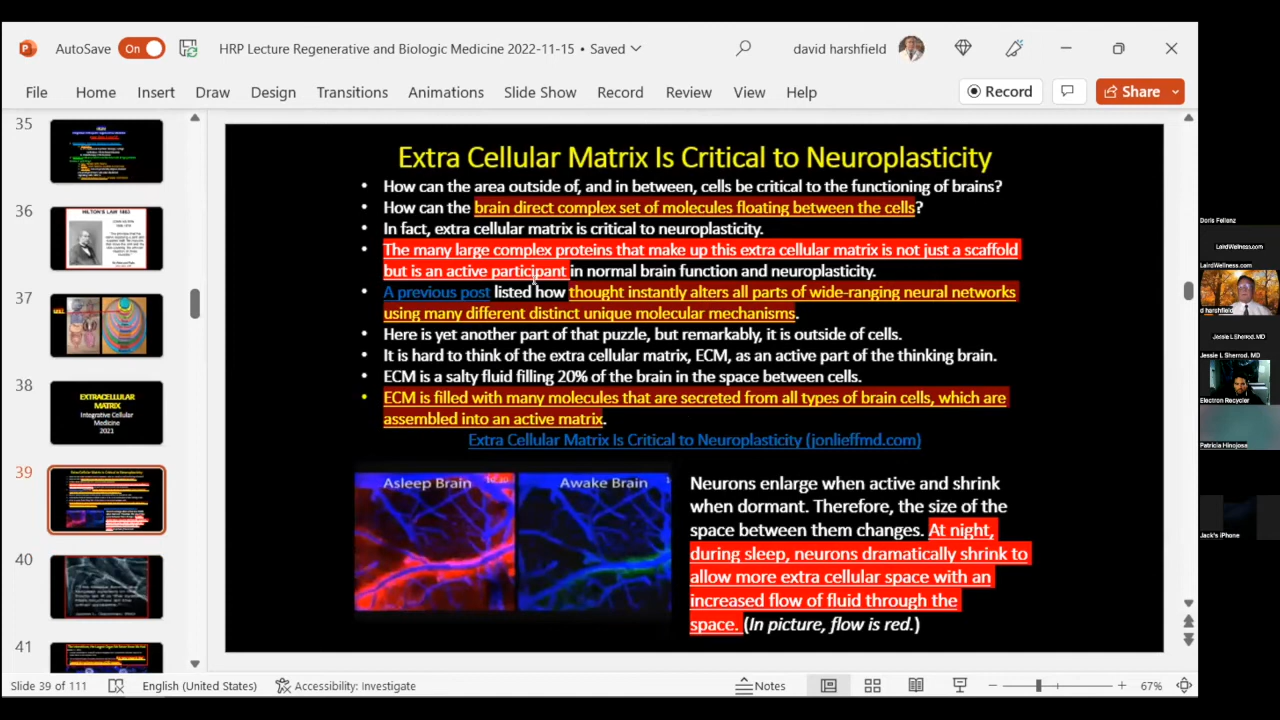 AutoSave On HRP Lecture Regenerative and Biologic Medicine 2022-11-15 • Saved david harshfield
File Home Insert Draw Design Transitions Animations Slide Show Record Review View Help Record Share
35
36
HILTON'S LAW 1863
37
38
EXTRACELLULAR
MATRIX
Integrative Cellular
Medicine
2021
39
40
41
Extra Cellular Matrix Is Critical to Neuroplasticity
• How can the area outside of, and in between, cells be critical to the functioning of brains?
• How can the brain direct complex set of molecules floating between the cells?
• In fact, extra cellular matrix is critical to neuroplasticity.
• The many large complex proteins that make up this extra cellular matrix is not just a scaffold
but is an active participant in normal brain function and neuroplasticity.
• A previous post listed how thought instantly alters all parts of wide-ranging neural networks
using many different distinct unique molecular mechanisms.
• Here is yet another part of that puzzle, but remarkably, it is outside of cells.
• It is hard to think of the extra cellular matrix, ECM, as an active part of the thinking brain.
• ECM is a salty fluid filling 20% of the brain in the space between cells.
• ECM is filled with many molecules that are secreted from all types of brain cells, which are
assembled into an active matrix.
Extra Cellular Matrix Is Critical to Neuroplasticity (jonlieffmd.com)
Asleep Brain Awake Brain
Neurons enlarge when active and shrink
when dormant. Therefore, the size of the
space between them changes. At night,
during sleep, neurons dramatically shrink to
allow more extra cellular space with an
increased flow of fluid through the
space. (In picture, flow is red.)
Doris Fellenz
LairdWellness.com
LairdWellness.com
d harshfield
Jessie L Sherrod. MD
Jessie L Sherrod. MD
Electron Recycler
Patricia Hinojosa
Jack's iPhone
Slide 39 of 111 English (United States) Accessibility: Investigate Notes 67%